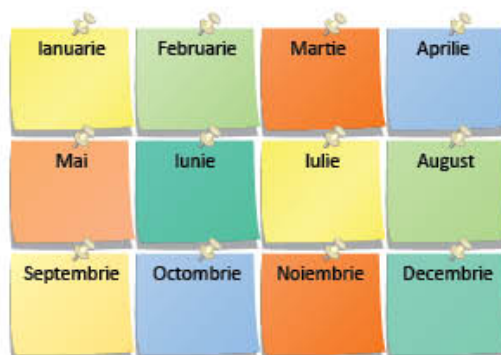 Ianuarie Februarie Martie Aprilie
Mai Iunie Iulie August
Septembrie Octombrie Noiembrie Decembrie